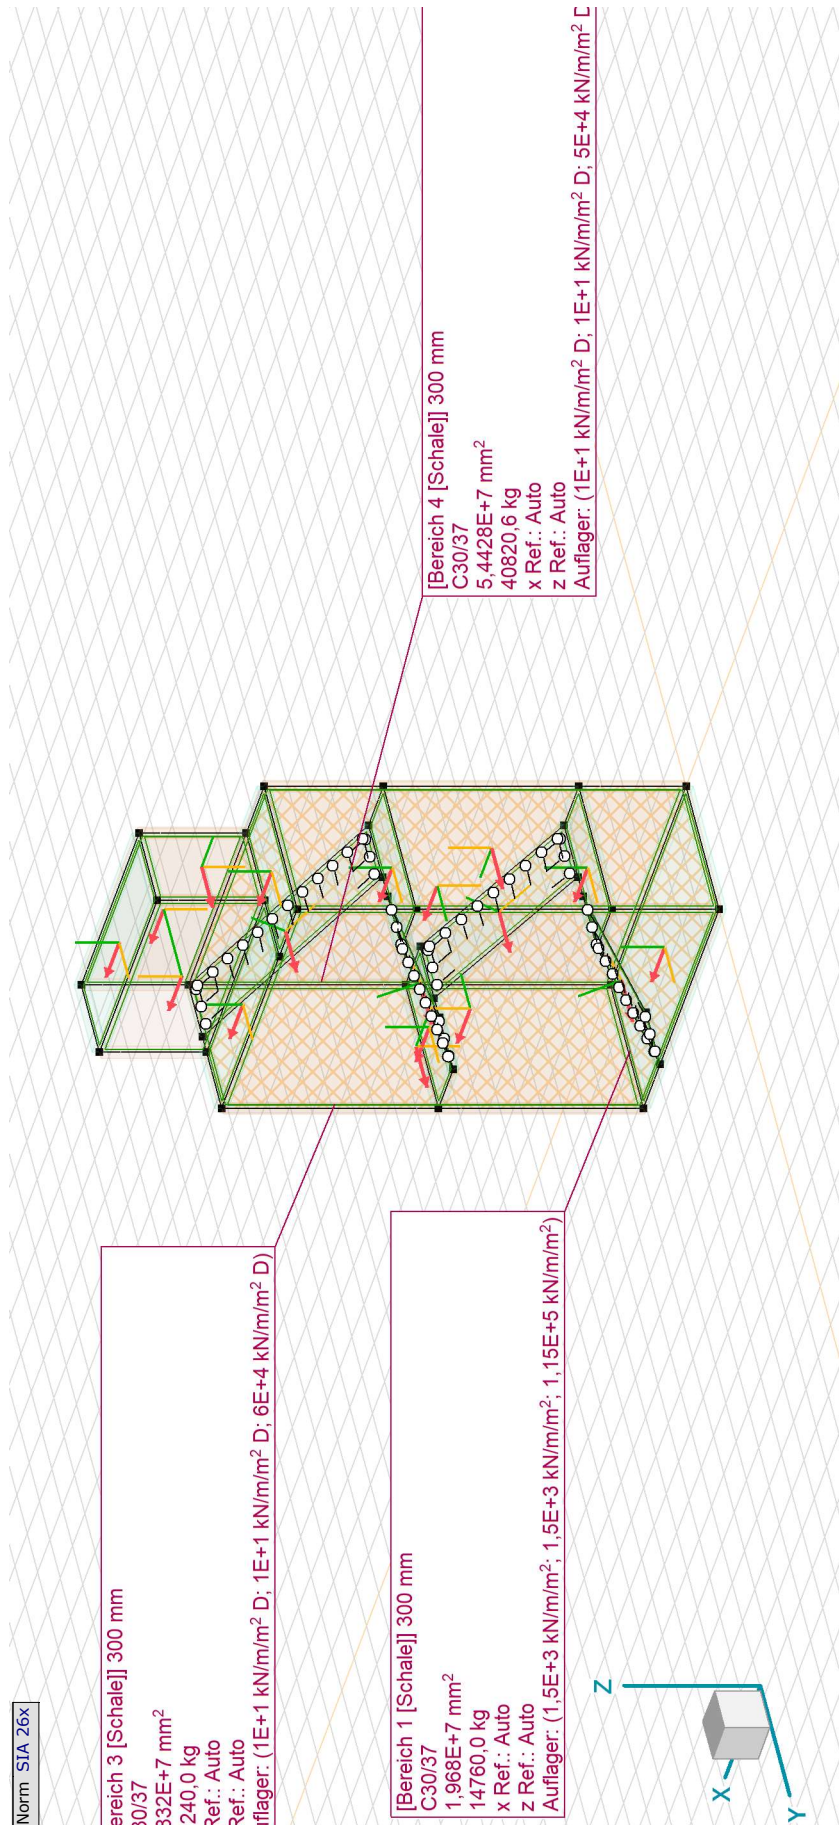 Norm SIA 26x
ereich 3 [Schale]] 300 mm
30/37
332E+7 mm²
240,0 kg
Ref.: Auto
Ref.: Auto
uflager: (1E+1 kN/m/m² D; 1E+1 kN/m/m² D; 6E+4 kN/m/m² D)
[Bereich 1 [Schale]] 300 mm
C30/37
1,968E+7 mm²
14760,0 kg
x Ref.: Auto
z Ref.: Auto
Auflager: (1,5E+3 kN/m/m²; 1,5E+3 kN/m/m²; 1,15E+5 kN/m/m²)
[Bereich 4 [Schale]] 300 mm
C30/37
5,4428E+7 mm²
40820,6 kg
x Ref.: Auto
z Ref.: Auto
Auflager: (1E+1 kN/m/m² D; 1E+1 kN/m/m² D; 5E+4 kN/m/m² D
Z
X
Y